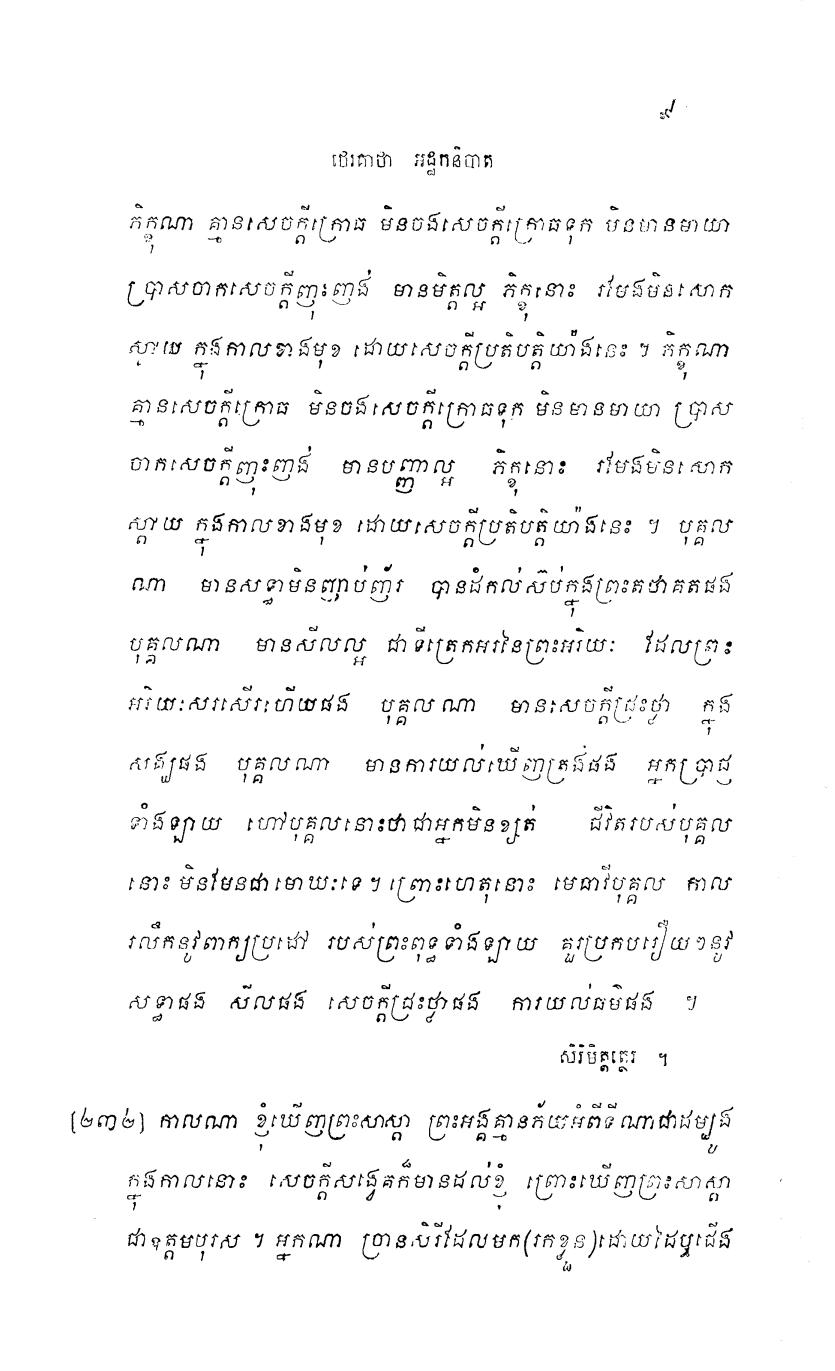 ៩
ថេរគាថា អដ្ឋកនិបាត
ភិក្ខុណា គ្មានសេចក្តីក្រោធ មិនចងសេចក្តីក្រោធទុក មិនមានមាយា
ប្រាសចាកសេចក្តីញុះញង់ មានមិត្តល្អ ភិក្ខុនោះ រមែងមិនសោក
ស្តាយ ក្នុងកាលខាងមុខ ដោយសេចក្តីប្រតិបត្តិយ៉ាងនេះ ។ ភិក្ខុណា
គ្មានសេចក្តីក្រោធ មិនចងសេចក្តីក្រោធទុក មិនមានមាយា ប្រាស
ចាកសេចក្តីញុះញង់ មានបញ្ញាល្អ ភិក្ខុនោះ រមែងមិនសោក
ស្តាយ ក្នុងកាលខាងមុខ ដោយសេចក្តីប្រតិបត្តិយ៉ាងនេះ ។ បុគ្គល
ណា មានសទ្ធាមិនញាប់ញ័រ បានដំកល់ស៊ប់ក្នុងព្រះតថាគតផង
បុគ្គលណា មានសីលល្អ ជាទីត្រេកអរនៃព្រះអរិយៈ ដែលព្រះ
អរិយៈសរសើរហើយផង បុគ្គលណា មានសេចក្តីជ្រះថ្លា ក្នុង
សង្ឃផង បុគ្គលណា មានការយល់ឃើញត្រង់ផង អ្នកប្រាជ្ញ
ទាំងឡាយ ហៅបុគ្គលនោះថាជាអ្នកមិនខ្សត់ ជីវិតរបស់បុគ្គល
នោះ មិនមែនជាមោឃៈទេ ។ ព្រោះហេតុនោះ មេធាវីបុគ្គល កាល
រលឹកនូវពាក្យប្រដៅ របស់ព្រះពុទ្ធទាំងឡាយ គួរប្រកបរឿយៗនូវ
សទ្ធាផង សីលផង សេចក្តីជ្រះថ្លាផង ការយល់ធម៌ផង ។
សិរិមិត្តត្ថេរ ។
[២៣២] កាលណា ខ្ញុំឃើញព្រះសាស្តា ព្រះអង្គគ្មានភ័យអំពីទីណាជាដម្បូង
ក្នុងកាលនោះ សេចក្តីសង្វេគក៏មានដល់ខ្ញុំ ព្រោះឃើញព្រះសាស្តា
ជាឧត្តមបុរស ។ អ្នកណា ប្រានសិរីដែលមក(រកខ្លួន)ដោយដៃឬជើង